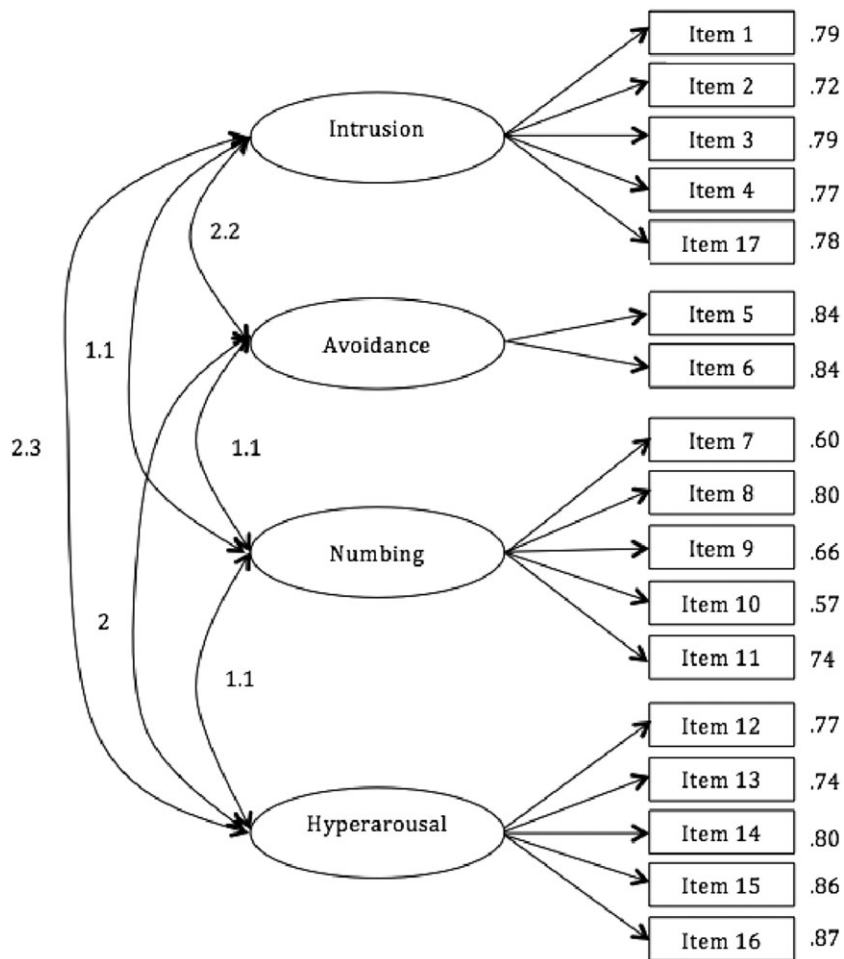 Item 1 .79
Item 2 .72
Intrusion
Item 3 .79
Item 4 .77
2.2
Item 17 .78
Item 5 .84
Avoidance
1.1
Item 6 .84
Item 7 .60
2.3
1.1
Item 8 .80
Numbing
Item 9 .66
Item 10 .57
2
Item 11 74
1.1
Item 12 .77
Item 13 .74
Hyperarousal
Item 14 .80
Item 15 .86
Item 16 .87